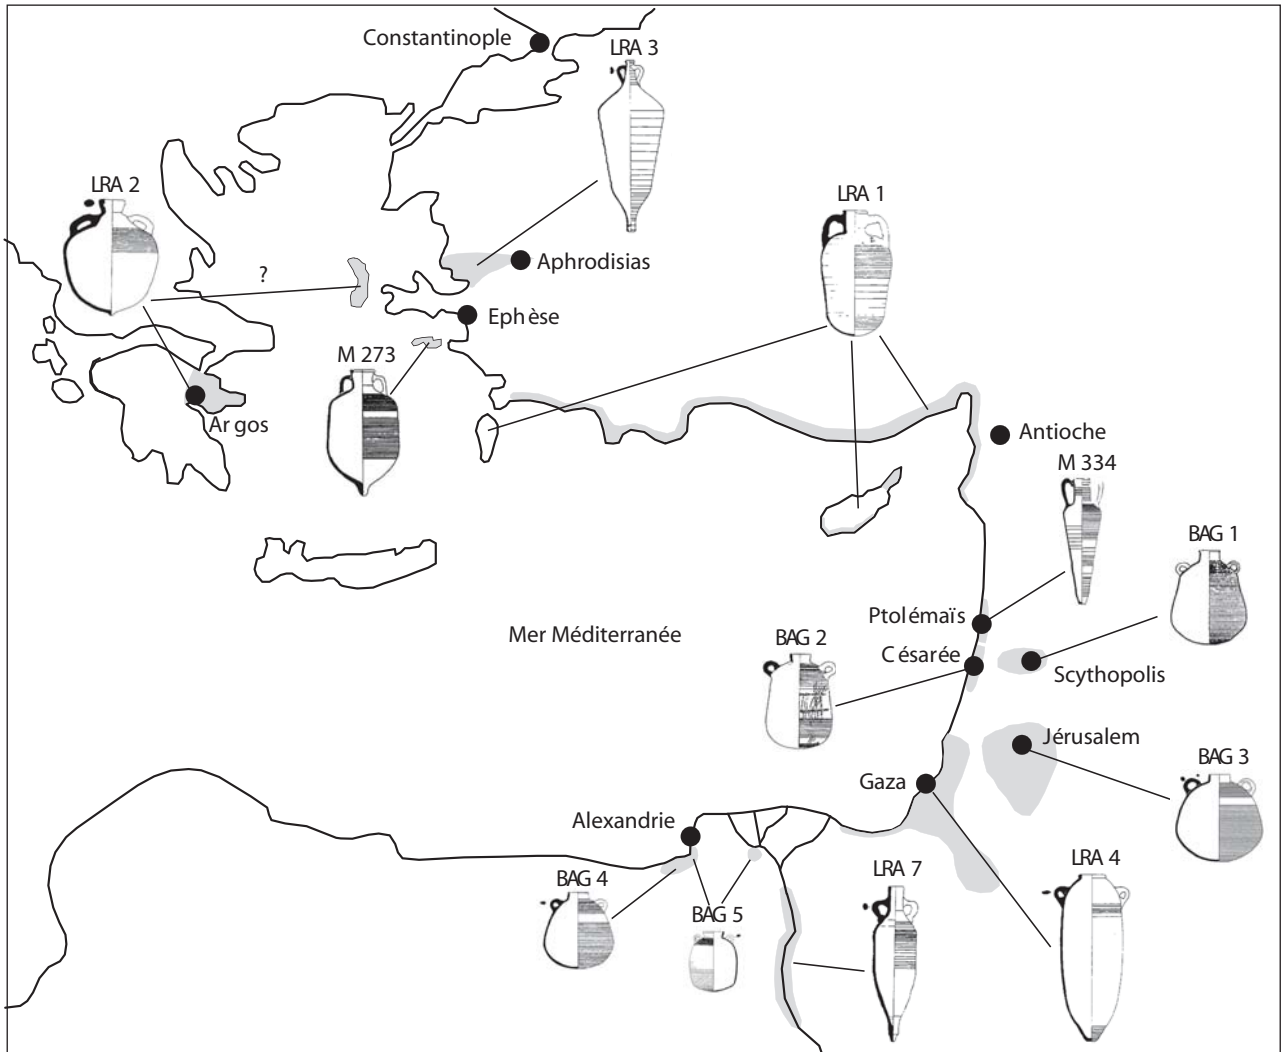 Constantinople
LRA 3
LRA 2
LRA 1
?
Aphrodisias
Ephèse
M 273
Argos
Antioche
M 334
BAG 1
Ptolémaïs
Mer Méditerranée
BAG 2
Césarée
Scythopolis
Jérusalem
BAG 3
Gaza
Alexandrie
BAG 4
LRA 7
LRA 4
BAG 5